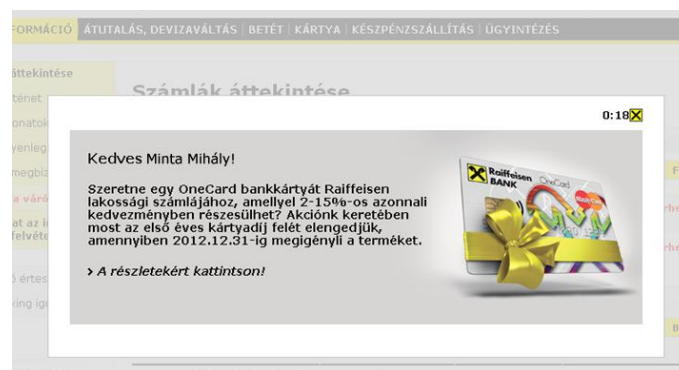 FORMÁCIÓ ÁTUTALÁS, DEVIZAVÁLTÁS | BETÉT | KÁRTYA | KÉSZPÉNZSZÁLLÍTÁS | ÜGYINTÉZÉS
áttekintése
Számlák áttekintése
0:18
Kedves Minta Mihály!
Szeretne egy OneCard bankkártyát Raiffeisen
lakossági számlájához, amellyel 2-15%-os azonnali
kedvezményben részesülhet? Akciónk keretében
most az első éves kártyadíj felét elengedjük,
amennyiben 2012.12.31-ig megigényli a terméket.
> A részletekért kattintson!
Raiffeisen
BANK
OneCard
MasterCard